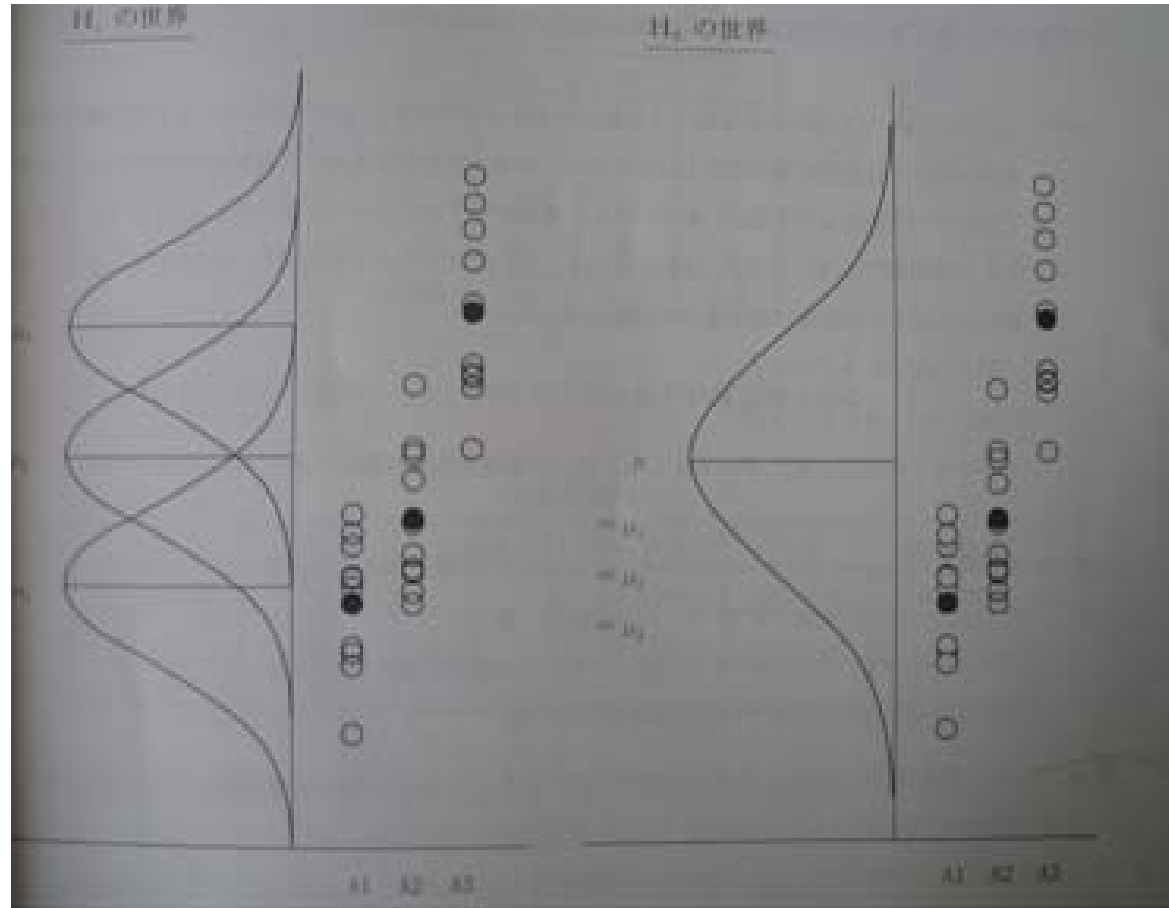 H₁ の世界
H₀ の世界
μ
= μ₁
= μ₂
= μ₃
A1 A2 A3
A1 A2 A3